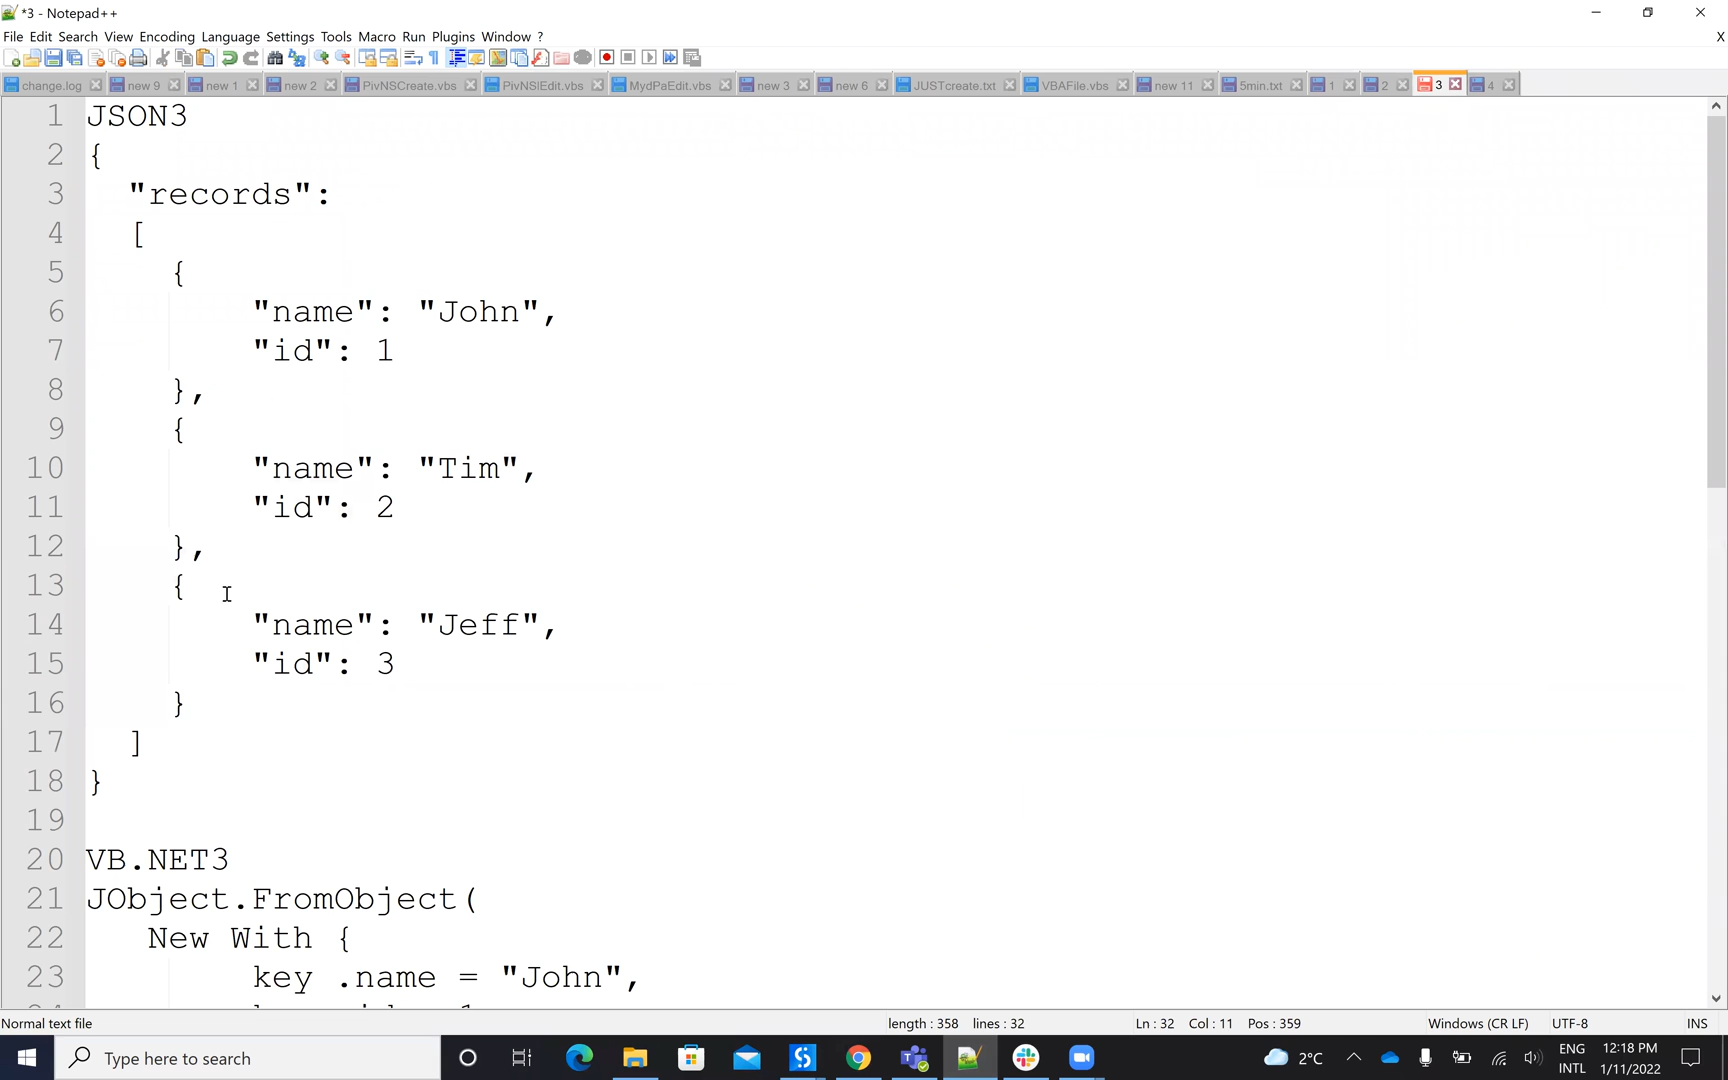 *3 - Notepad++
File Edit Search View Encoding Language Settings Tools Macro Run Plugins Window ? X
change.log new 9 new 1 new 2 PivNSCreate.vbs PivNSIEdit.vbs MydPaEdit.vbs new 3 new 6 JUSTcreate.txt VBAFile.vbs new 11 5min.txt 1 2 3 4
1 JSON3
2 {
3 "records":
4 [
5 {
6 "name": "John",
7 "id": 1
8 },
9 {
10 "name": "Tim",
11 "id": 2
12 },
13 {
14 "name": "Jeff",
15 "id": 3
16 }
17 ]
18 }
19
20 VB.NET3
21 JObject.FromObject(
22 New With {
23 key .name = "John",
Normal text file length : 358 lines : 32 Ln : 32 Col : 11 Pos : 359 Windows (CR LF) UTF-8 INS
Type here to search 2°C ENG 12:18 PM
INTL 1/11/2022